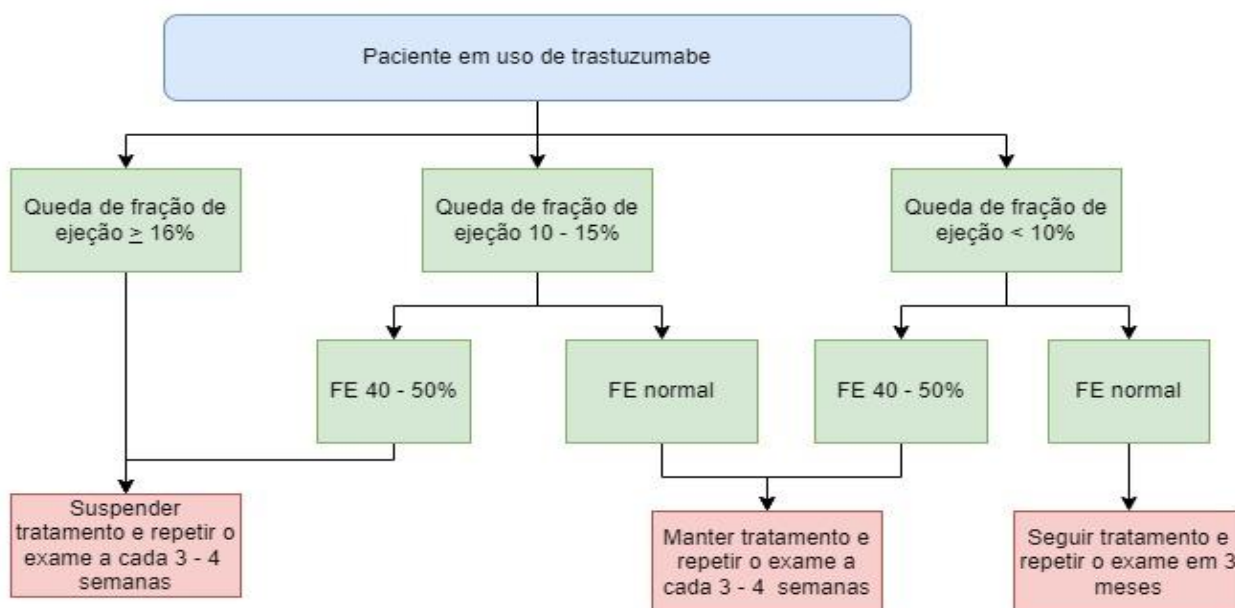 Paciente em uso de trastuzumabe
Queda de fração de
ejeção ≥ 16%
Queda de fração de
ejeção 10 - 15%
Queda de fração de
ejeção < 10%
FE 40 - 50%
FE normal
FE 40 - 50%
FE normal
Suspender
tratamento e repetir o
exame a cada 3 - 4
semanas
Manter tratamento e
repetir o exame a
cada 3 - 4 semanas
Seguir tratamento e
repetir o exame em 3
meses